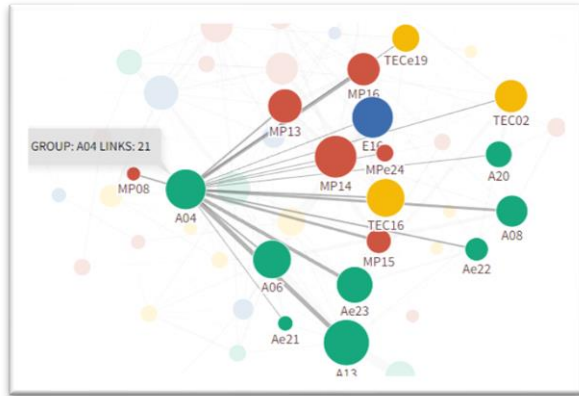 TECe19
MP16
TEC02
MP13
E16
GROUP: A04 LINKS: 21
MPe24
A20
MP08
MP14
A04
TEC16
A08
MP15
Ae22
A06
Ae23
Ae21
A13